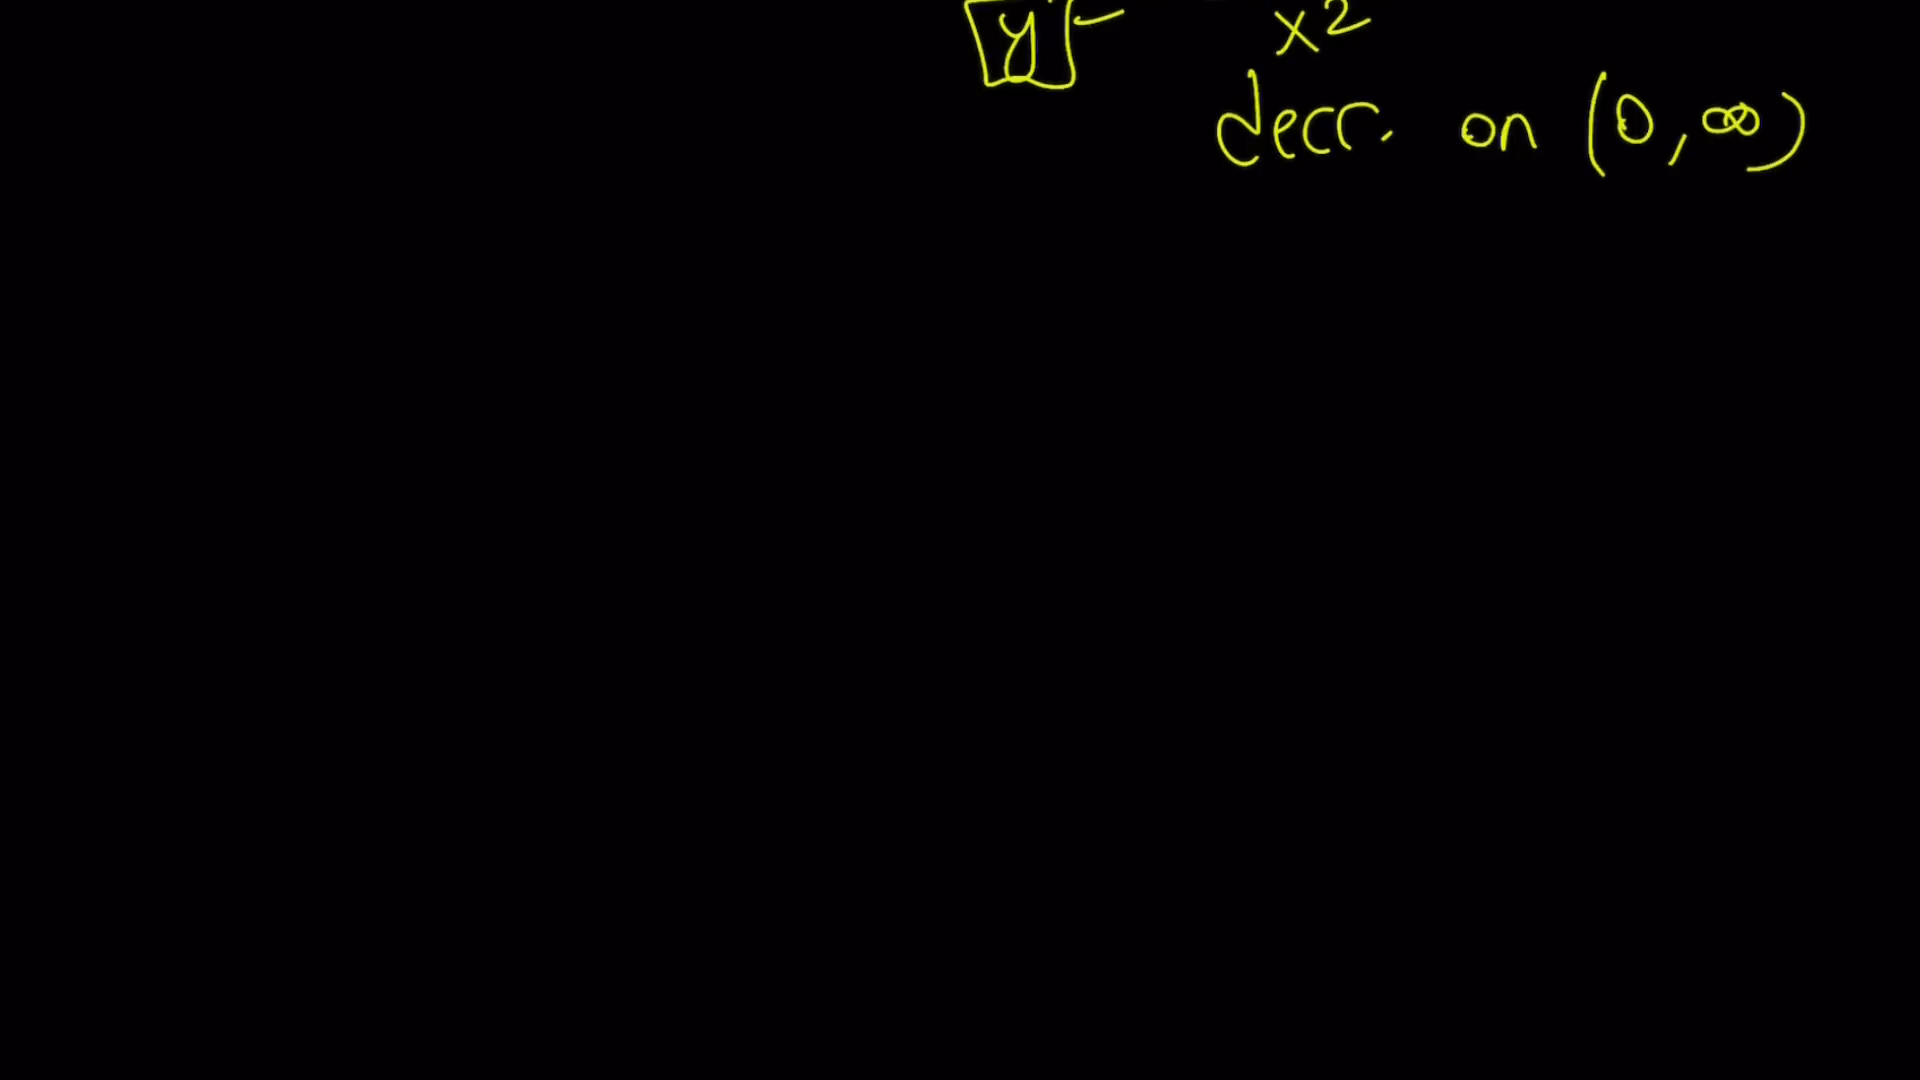 y x²
decr. on (0, ∞)